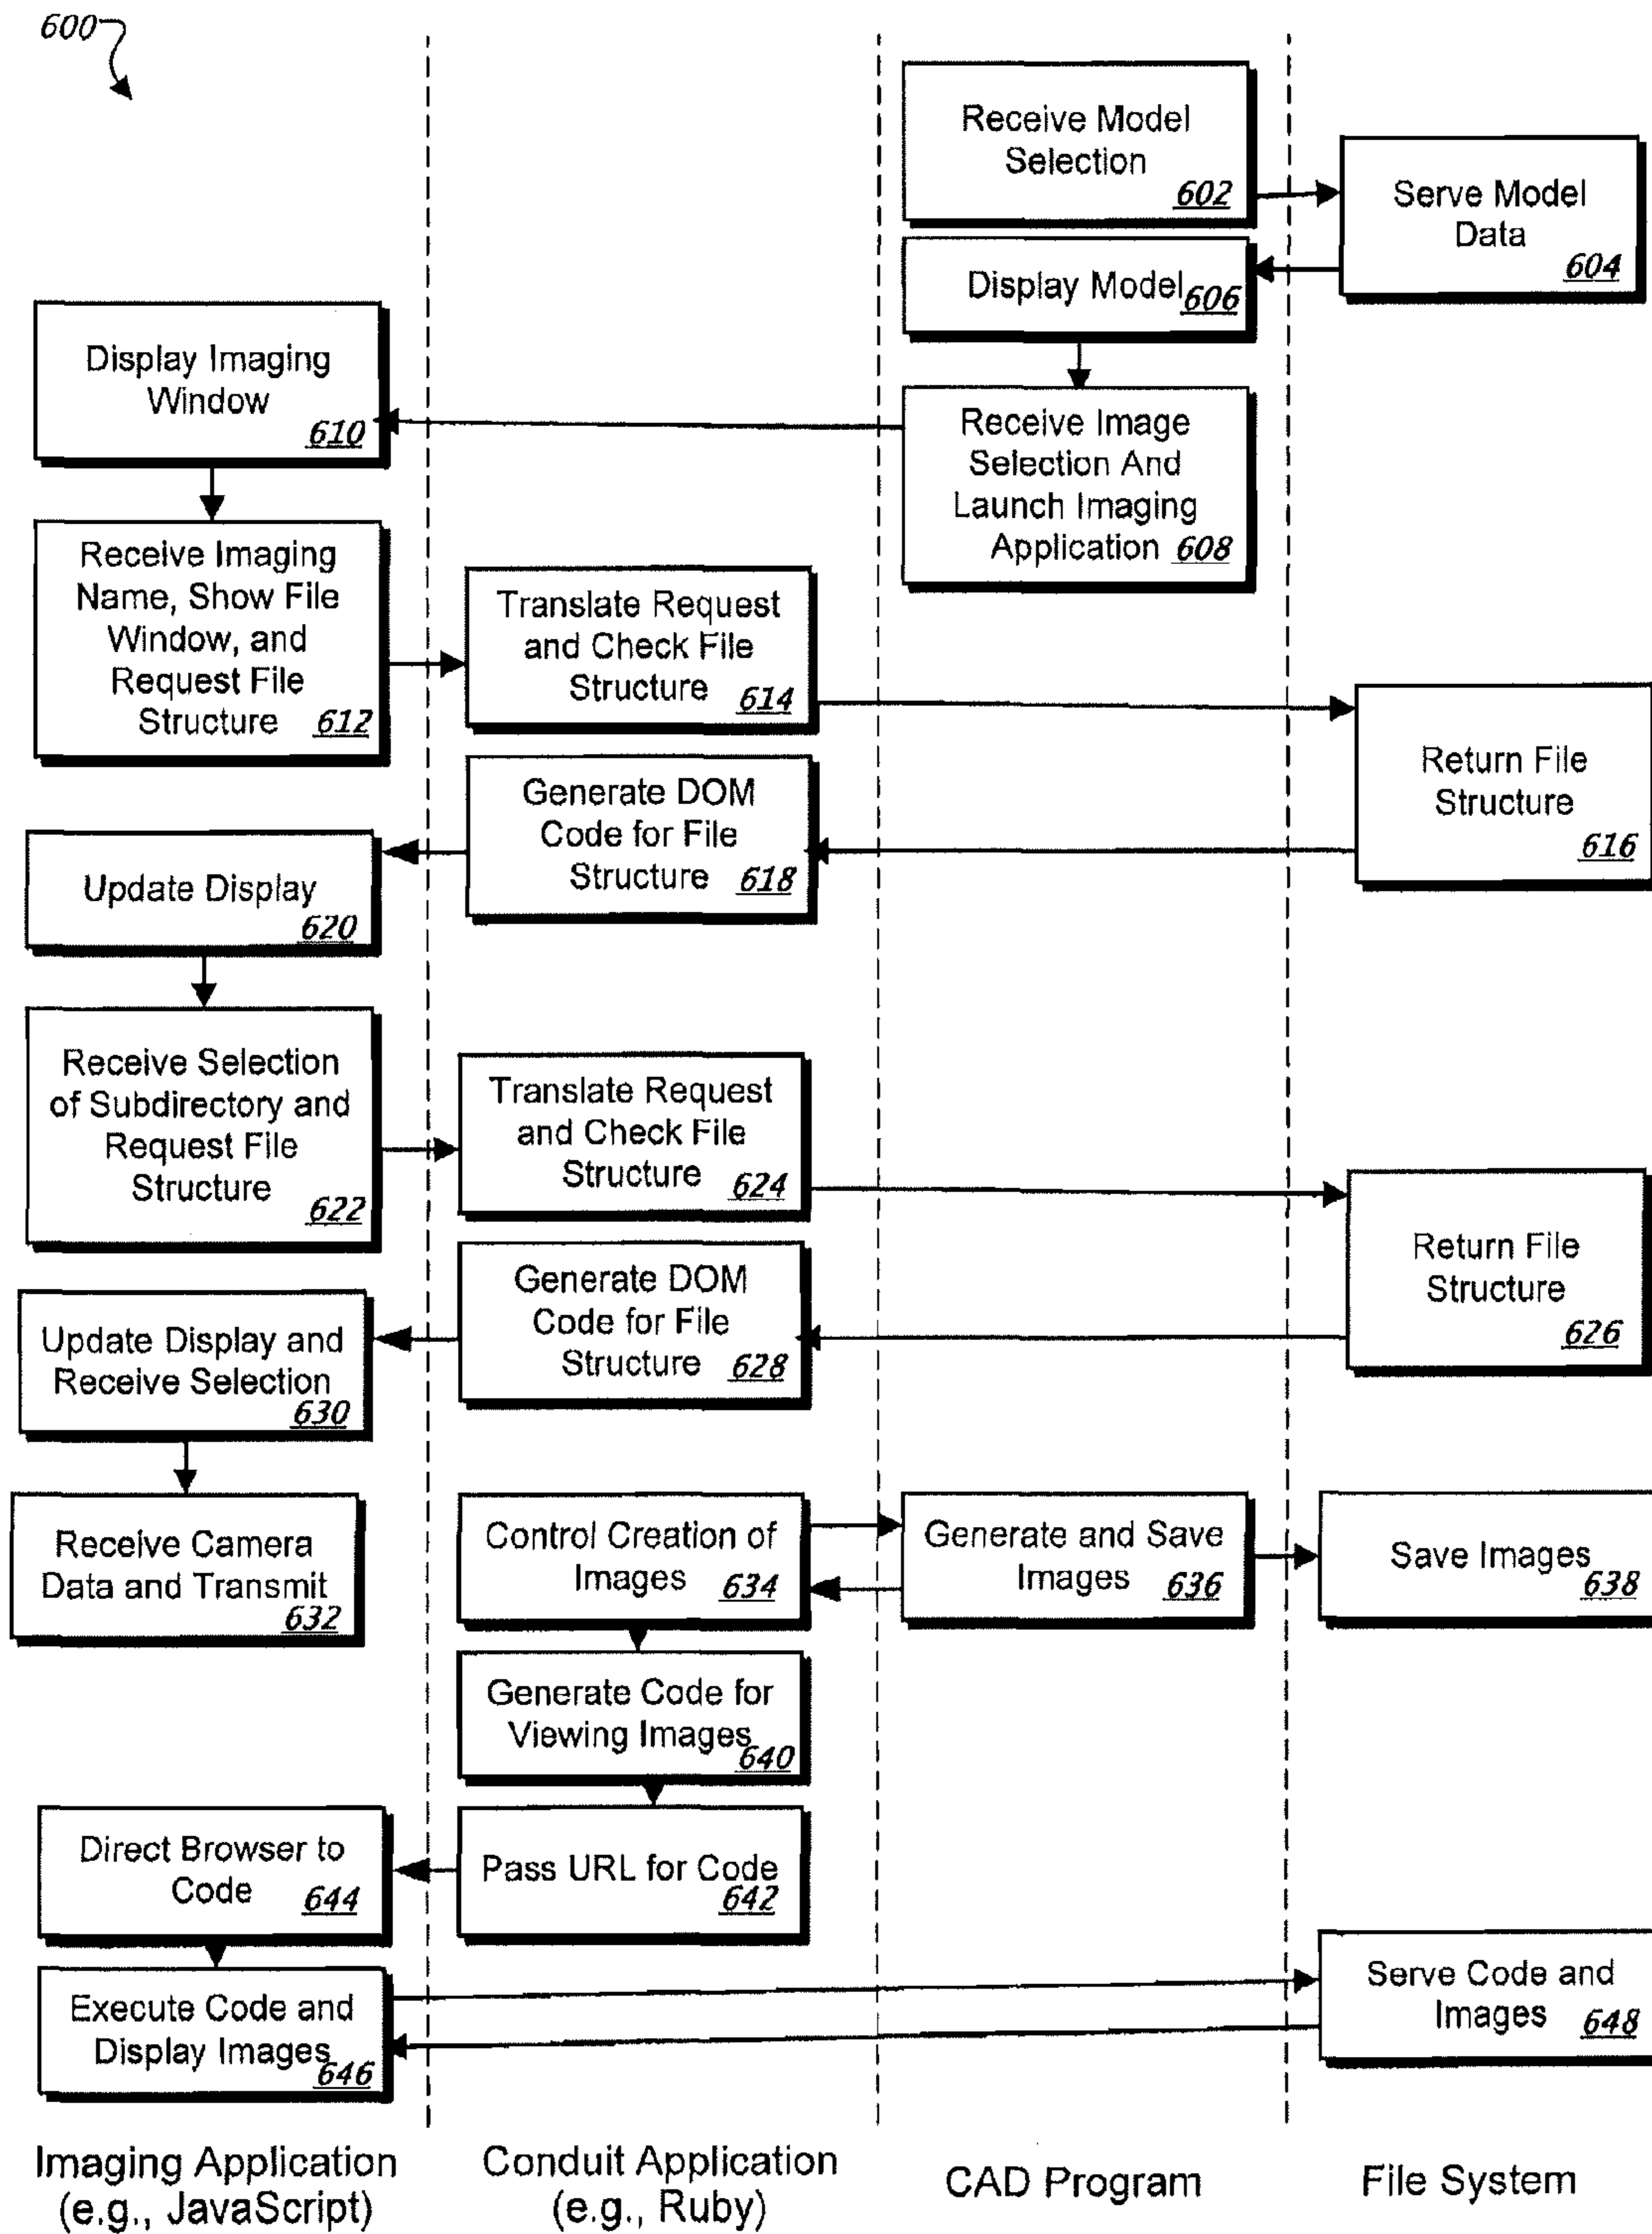 600
Receive Model
Selection
602
Serve Model
Data
604
Display Model
606
Display Imaging
Window
610
Receive Image
Selection And
Launch Imaging
Application 608
Receive Imaging
Name, Show File
Window, and
Request File
Structure 612
Translate Request
and Check File
Structure 614
Return File
Structure
616
Generate DOM
Code for File
Structure 618
Update Display
620
Receive Selection
of Subdirectory and
Request File
Structure
622
Translate Request
and Check File
Structure
624
Return File
Structure
626
Generate DOM
Code for File
Structure 628
Update Display and
Receive Selection
630
Receive Camera
Data and Transmit
632
Control Creation of
Images 634
Generate and Save
Images 636
Save Images
638
Generate Code for
Viewing Images
640
Direct Browser to
Code 644
Pass URL for Code
642
Execute Code and
Display Images
646
Serve Code and
Images 648
Imaging Application
(e.g., JavaScript)
Conduit Application
(e.g., Ruby)
CAD Program
File System